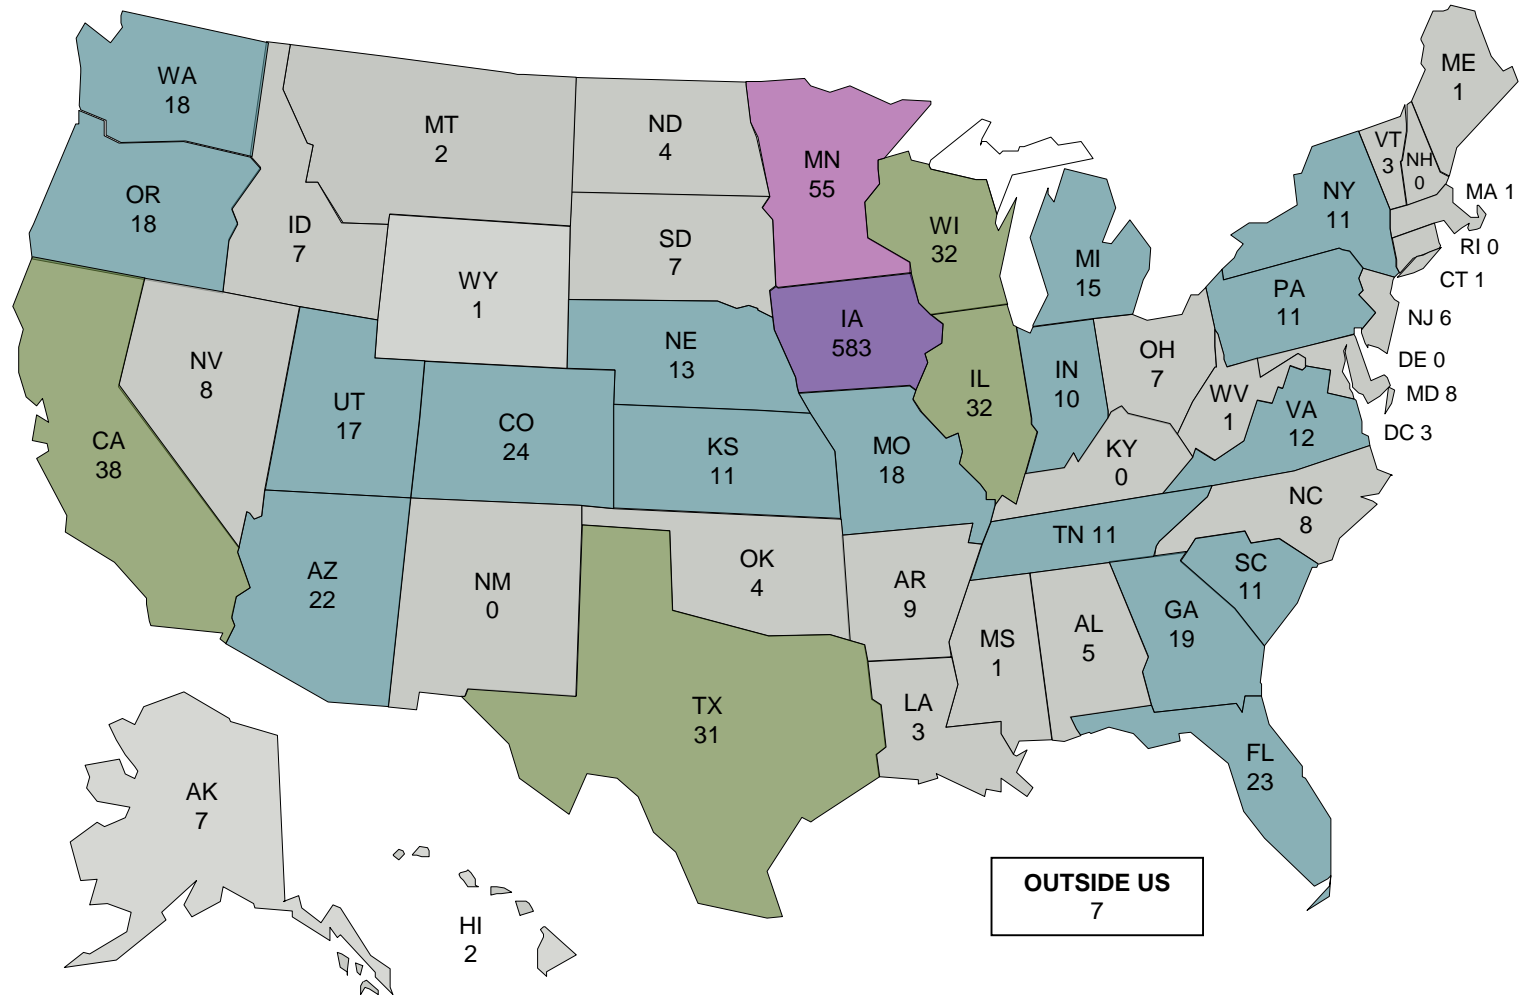 WA
18
OR
18
CA
38
NV
8
ID
7
MT
2
WY
1
UT
17
CO
24
AZ
22
NM
0
ND
4
SD
7
NE
13
KS
11
OK
4
TX
31
MN
55
IA
583
MO
18
AR
9
LA
3
WI
32
IL
32
MI
15
IN
10
OH
7
KY
0
TN 11
MS
1
AL
5
GA
19
FL
23
SC
11
NC
8
VA
12
WV
1
PA
11
NY
11
VT
3
NH
0
ME
1
MA 1
RI 0
CT 1
NJ 6
DE 0
MD 8
DC 3
AK
7
HI
2
OUTSIDE US
7